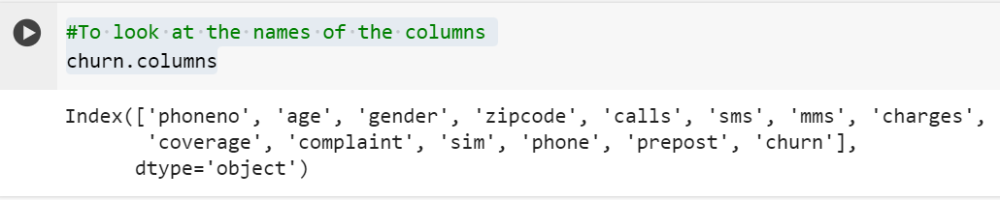 #To look at the names of the columns
churn.columns
Index(['phoneno', 'age', 'gender', 'zipcode', 'calls', 'sms', 'mms', 'charges',
'coverage', 'complaint', 'sim', 'phone', 'prepost', 'churn'],
dtype='object')